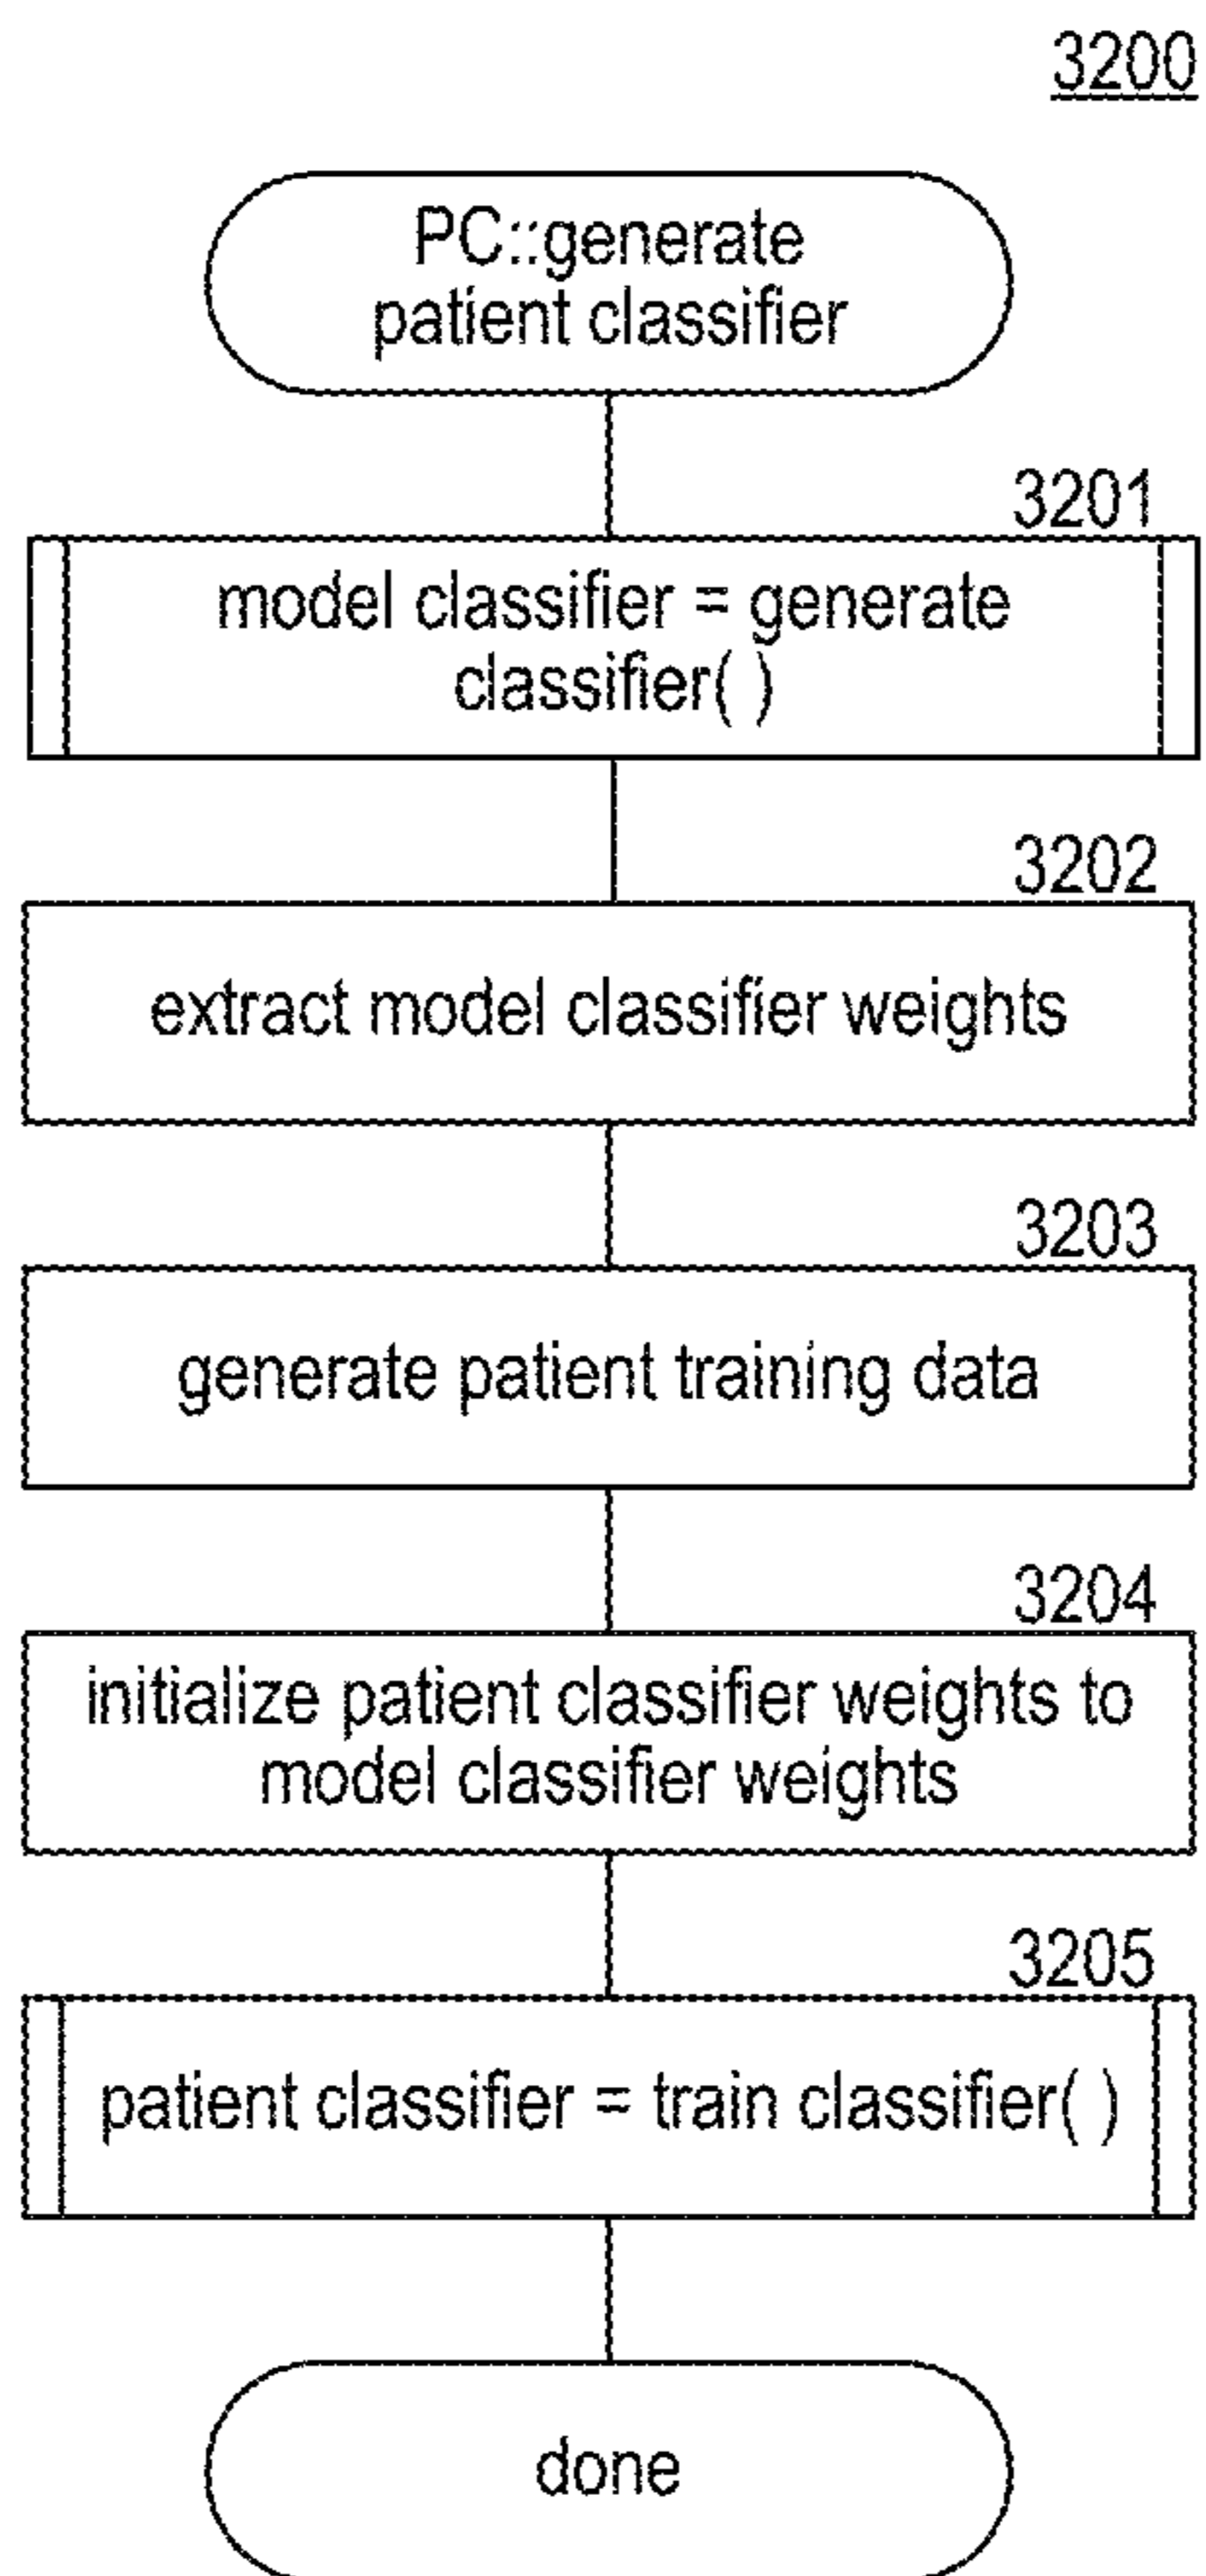 3200
PC::generate
patient classifier
3201
model classifier = generate
classifier( )
3202
extract model classifier weights
3203
generate patient training data
3204
initialize patient classifier weights to
model classifier weights
3205
patient classifier = train classifier( )
done